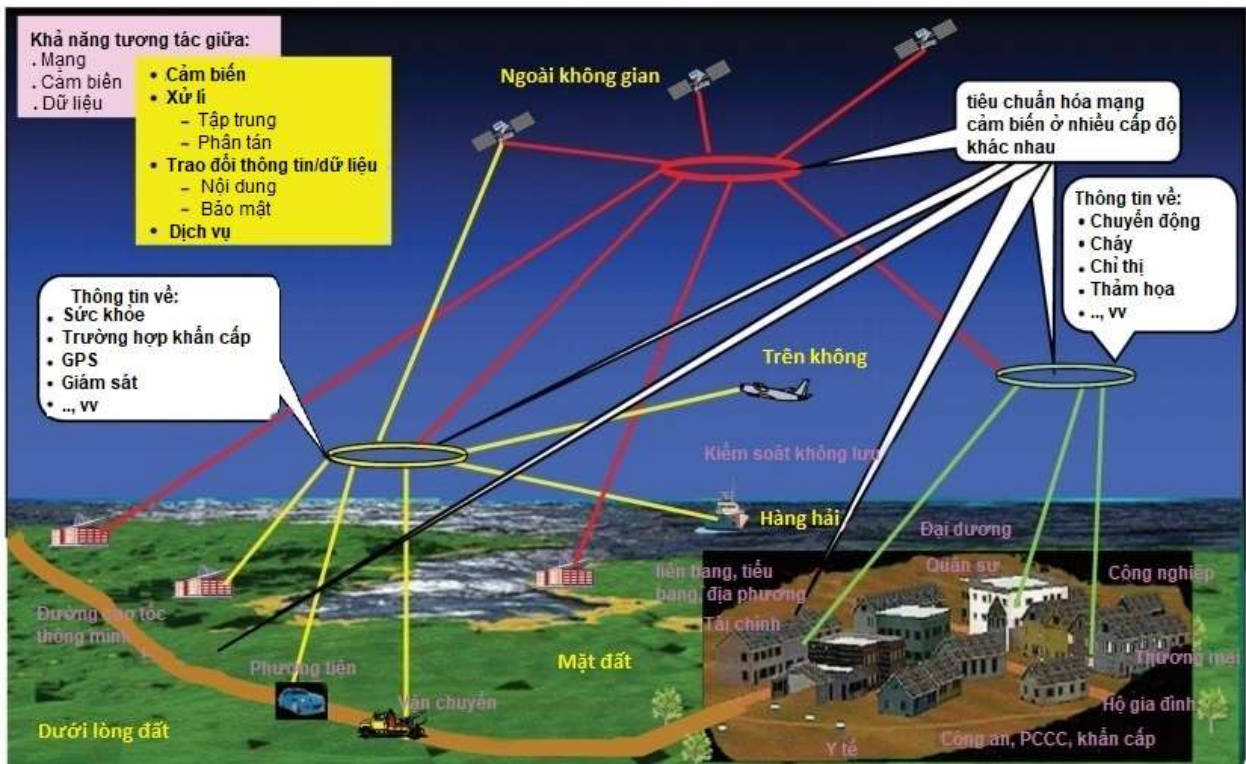 Khả năng tương tác giữa:
. Mạng
. Cảm biến
. Dữ liệu
• Cảm biến
• Xử lí
– Tập trung
– Phân tán
• Trao đổi thông tin/dữ liệu
– Nội dung
– Bảo mật
• Dịch vụ
Ngoài không gian
tiêu chuẩn hóa mạng
cảm biến ở nhiều cấp độ
khác nhau
Thông tin về:
• Chuyển động
• Cháy
• Chỉ thị
• Thảm họa
• .., vv
Thông tin về:
• Sức khỏe
• Trường hợp khẩn cấp
• GPS
• Giám sát
• .., vv
Trên không
Kiểm soát không lưu
Hàng hải
Đại dương
liên bang, tiểu
bang, địa phương
Quân sự
Công nghiệp
Đường cao tốc
thông minh
Tài chính
Phương tiện
Mặt đất
Thương mại
Vận chuyển
Hộ gia đình
Dưới lòng đất
Công an, PCCC, khẩn cấp
Y tế